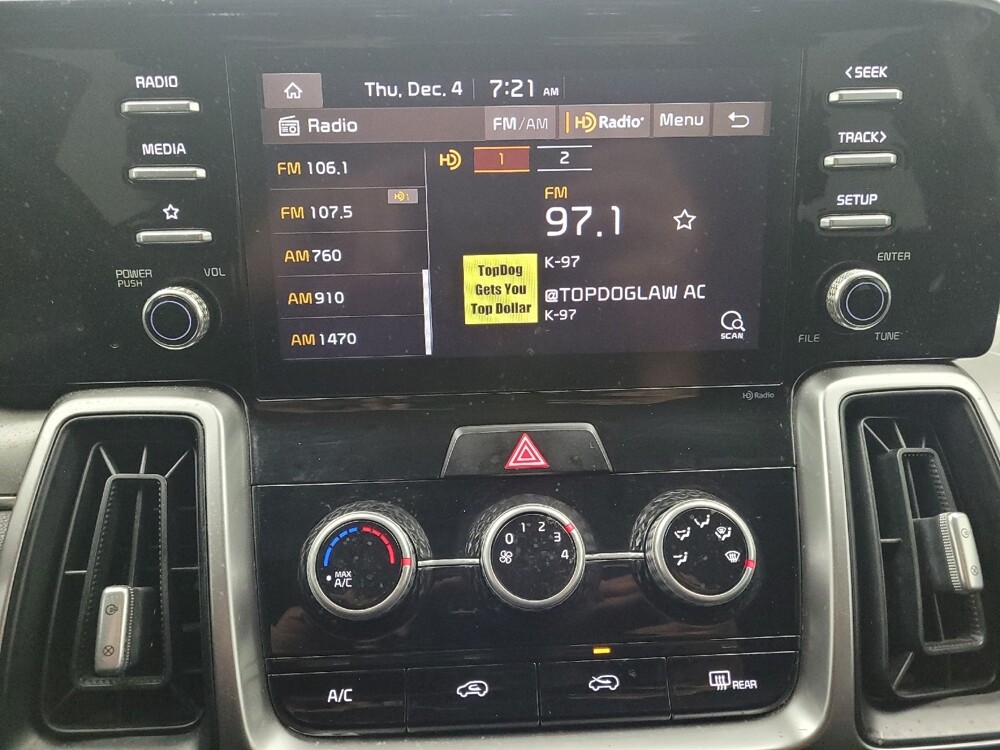 RADIO
MEDIA
POWER
PUSH
VOL
Thu, Dec. 4 7:21 AM
Radio
FM/AM
HD Radio
Menu
FM 106.1
HD 1
FM 107.5
AM 760
AM 910
AM 1470
HD 1 2
FM
97.1
K-97
TopDog
Gets You
Top Dollar
@TOPDOGLAW AC
K-97
SCAN
HD Radio
<SEEK
TRACK>
SETUP
ENTER
FILE
TUNE
MAX
A/C
0 1 2 3 4
A/C
REAR